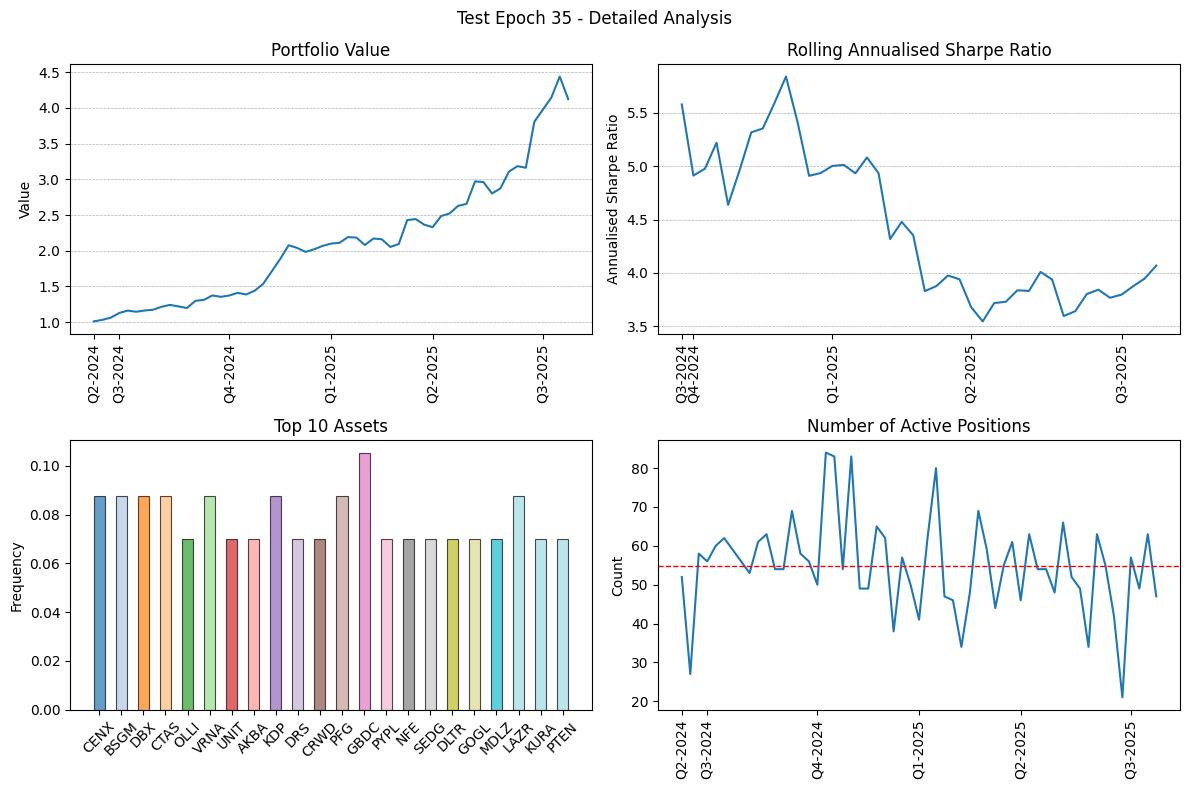 Test Epoch 35 - Detailed Analysis
Portfolio Value
Value
4.5
4.0
3.5
3.0
2.5
2.0
1.5
1.0
Q2-2024
Q3-2024
Q4-2024
Q1-2025
Q2-2025
Q3-2025
Rolling Annualised Sharpe Ratio
Annualised Sharpe Ratio
5.5
5.0
4.5
4.0
3.5
Q3-2024
Q4-2024
Q1-2025
Q2-2025
Q3-2025
Top 10 Assets
Frequency
0.10
0.08
0.06
0.04
0.02
0.00
CENX
BSGM
DBX
CTAS
OLLI
VRNA
UNIT
AKBA
KDP
DRS
CRWD
PFG
GBDC
PYPL
NFE
SEDG
DLTR
GOGL
MDLZ
LAZR
KURA
PTEN
Number of Active Positions
Count
80
70
60
50
40
30
20
Q2-2024
Q3-2024
Q4-2024
Q1-2025
Q2-2025
Q3-2025